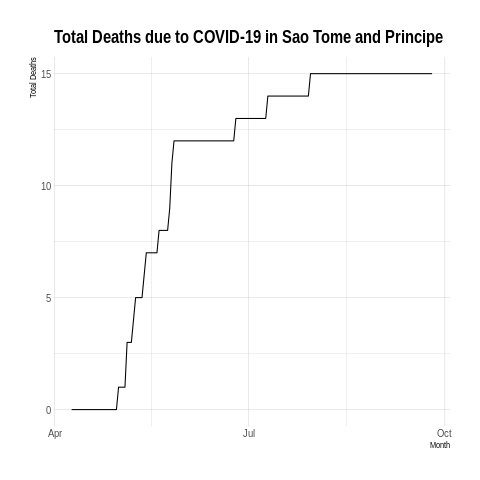 Total Deaths due to COVID-19 in Sao Tome and Principe
Total Deaths
15
10
5
0
Apr
Jul
Oct
Month